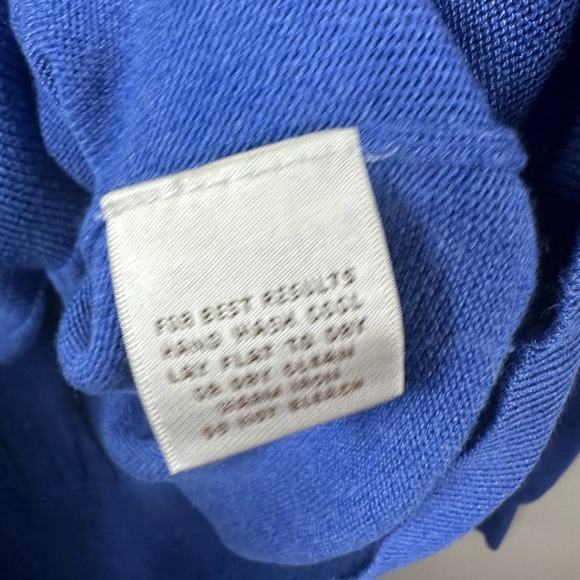 FOR BEST RESULTS
HAND WASH COOL
LAY FLAT TO DRY
OR DRY CLEAN
WARM IRON
DO NOT BLEACH